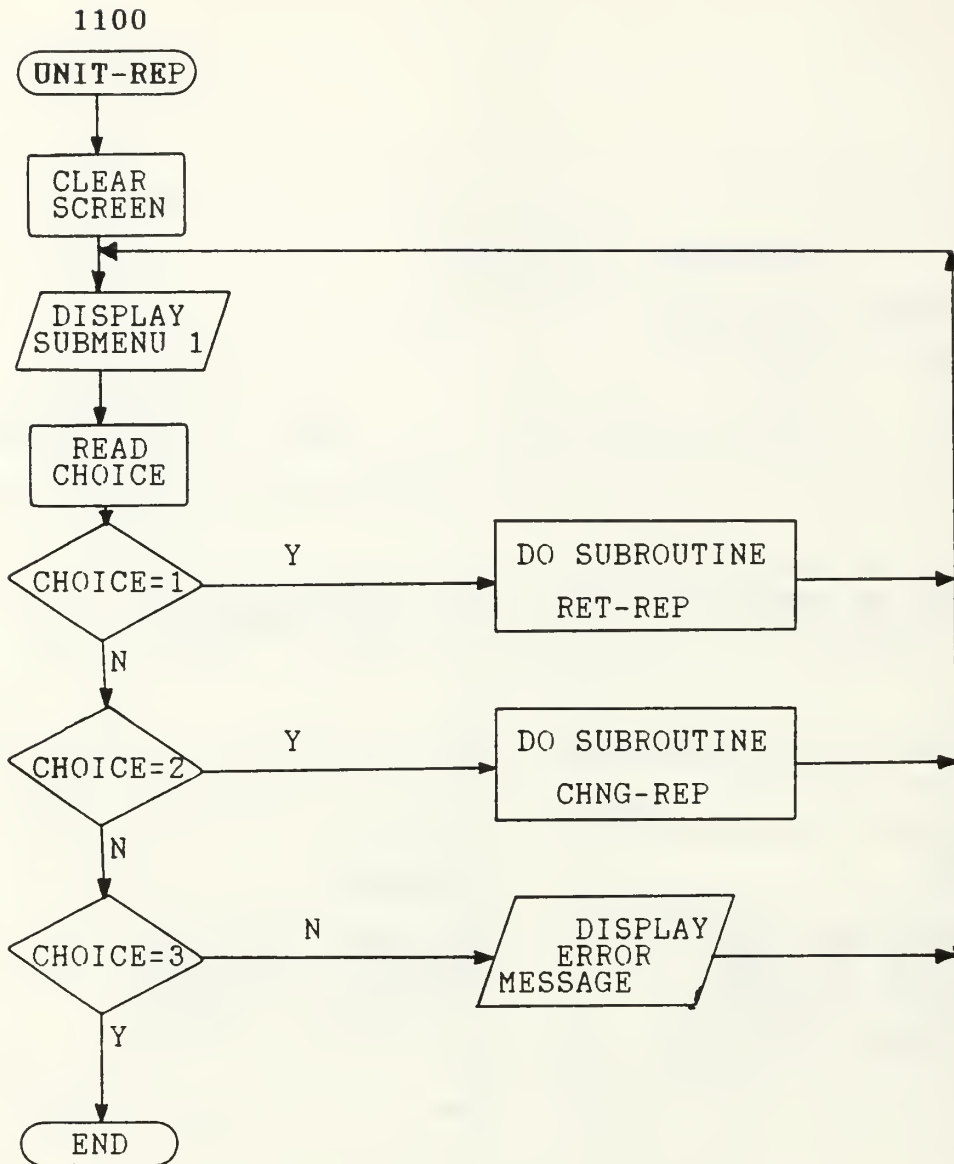 1100
UNIT-REP
CLEAR
SCREEN
DISPLAY
SUBMENU 1
READ
CHOICE
CHOICE=1
Y
DO SUBROUTINE
RET-REP
N
CHOICE=2
Y
DO SUBROUTINE
CHNG-REP
N
CHOICE=3
N
DISPLAY
ERROR
MESSAGE
Y
END